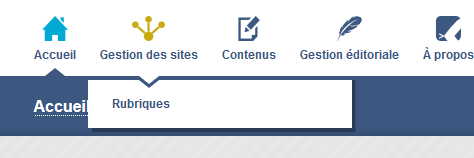 Accueil Gestion des sites Contenus Gestion éditoriale À propos
Rubriques
Accueil